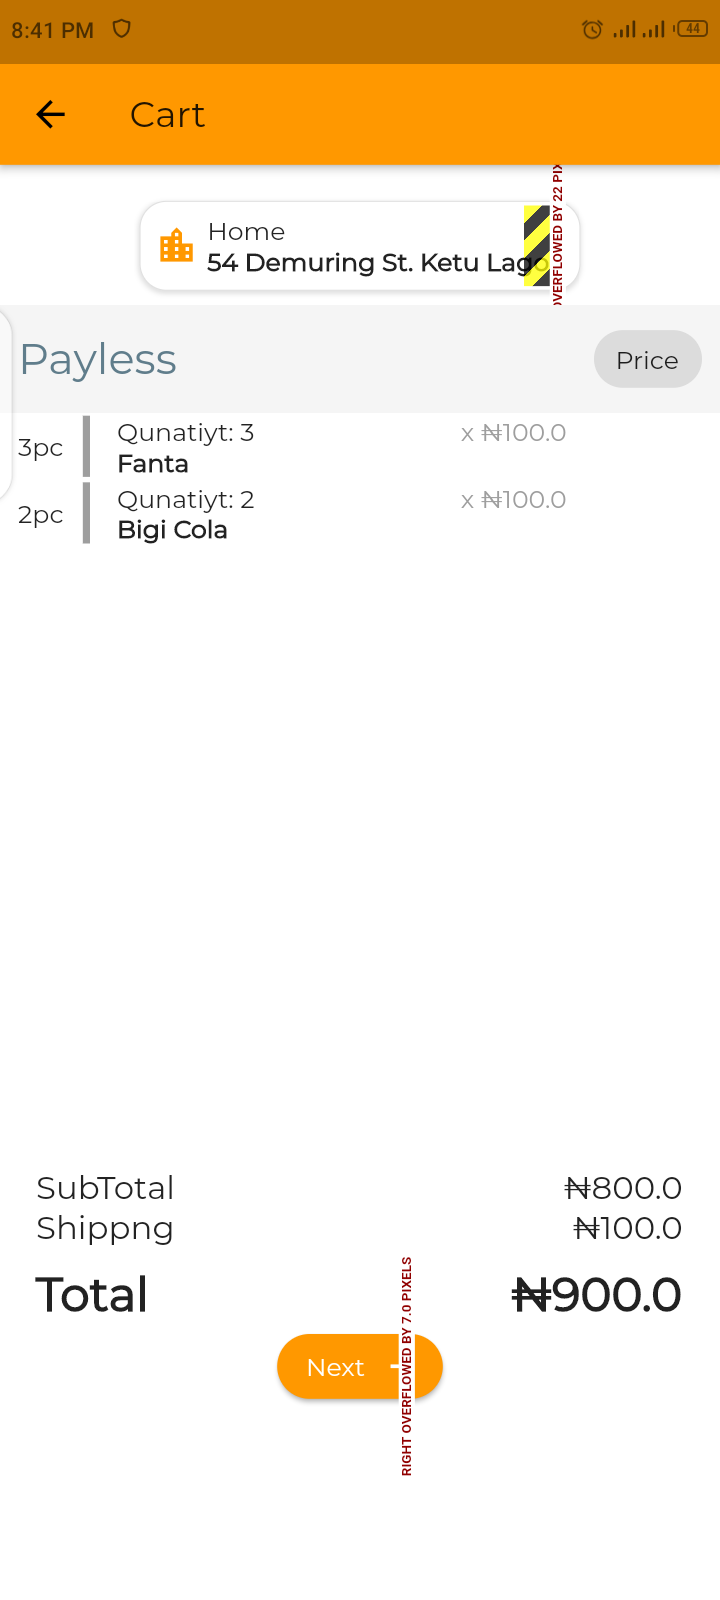 8:41 PM
44
Cart
Home
54 Demuring St. Ketu Lago
OVERFLOWED BY 22 PIX
Payless
Price
3pc
Qunatiyt: 3
x ₦100.0
Fanta
2pc
Qunatiyt: 2
x ₦100.0
Bigi Cola
SubTotal
₦800.0
Shippng
₦100.0
Total
₦900.0
Next
RIGHT OVERFLOWED BY 7.0 PIXELS